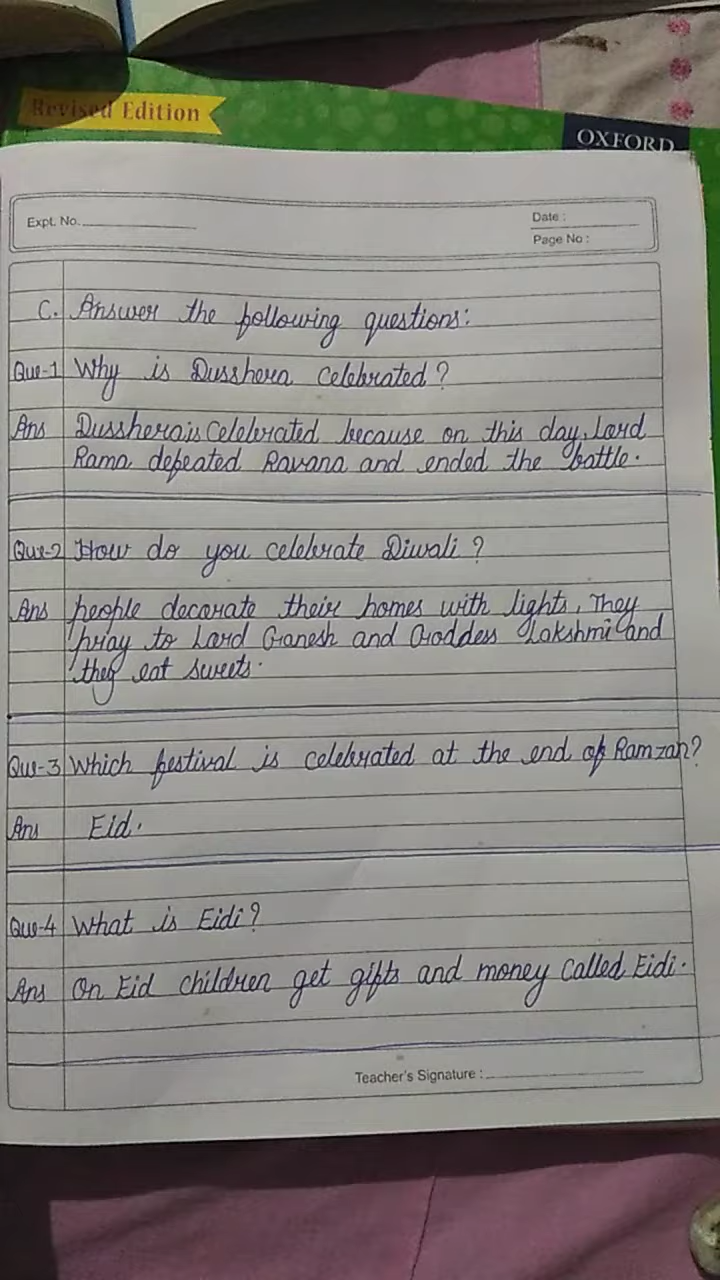 Revised Edition
OXFORD
Expt. No.
Date :
Page No :
C. Answer the following questions:
Que-1 Why is Dusshera celebrated?
Ans Dussherais Celebrated because on this day, Lord
Rama defeated Ravana and ended the battle.
Que-2 How do you celebrate Diwali ?
Ans people decorate their homes with lights. They
pray to Lord Ganesh and Goddess Lakshmi and
they eat sweets.
Que-3 Which festival is celebrated at the end of Ramzan?
Ans Eid.
Que-4 What is Eidi?
Ans On Eid children get gifts and money Called Eidi.
Teacher's Signature :